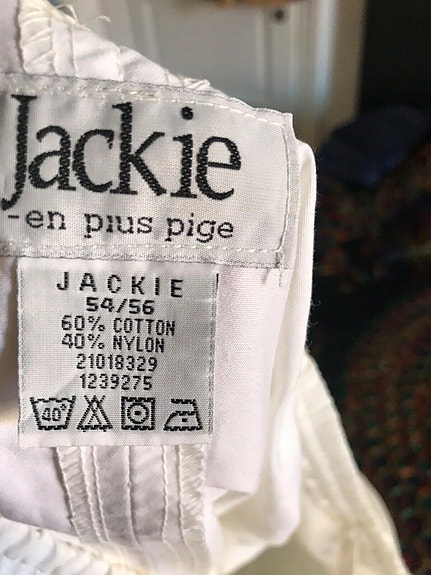 Jackie
-en plus pige
JACKIE
54/56
60% COTTON
40% NYLON
21018329
1239275
40°